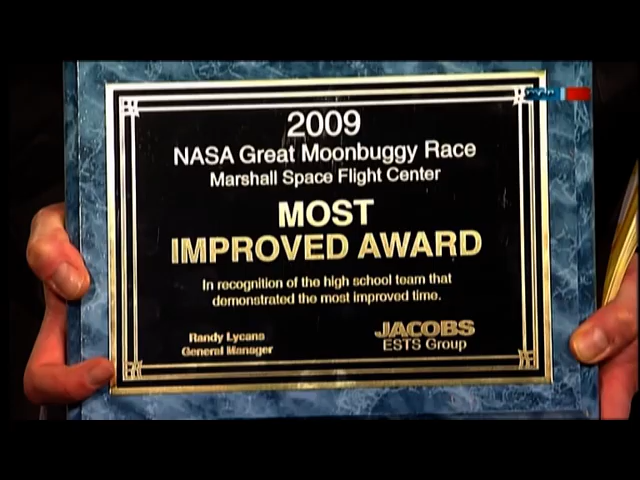 2009
NASA Great Moonbuggy Race
Marshall Space Flight Center
MOST
IMPROVED AWARD
In recognition of the high school team that
demonstrated the most improved time.
Randy Lycans
General Manager
JACOBS
ESTS Group